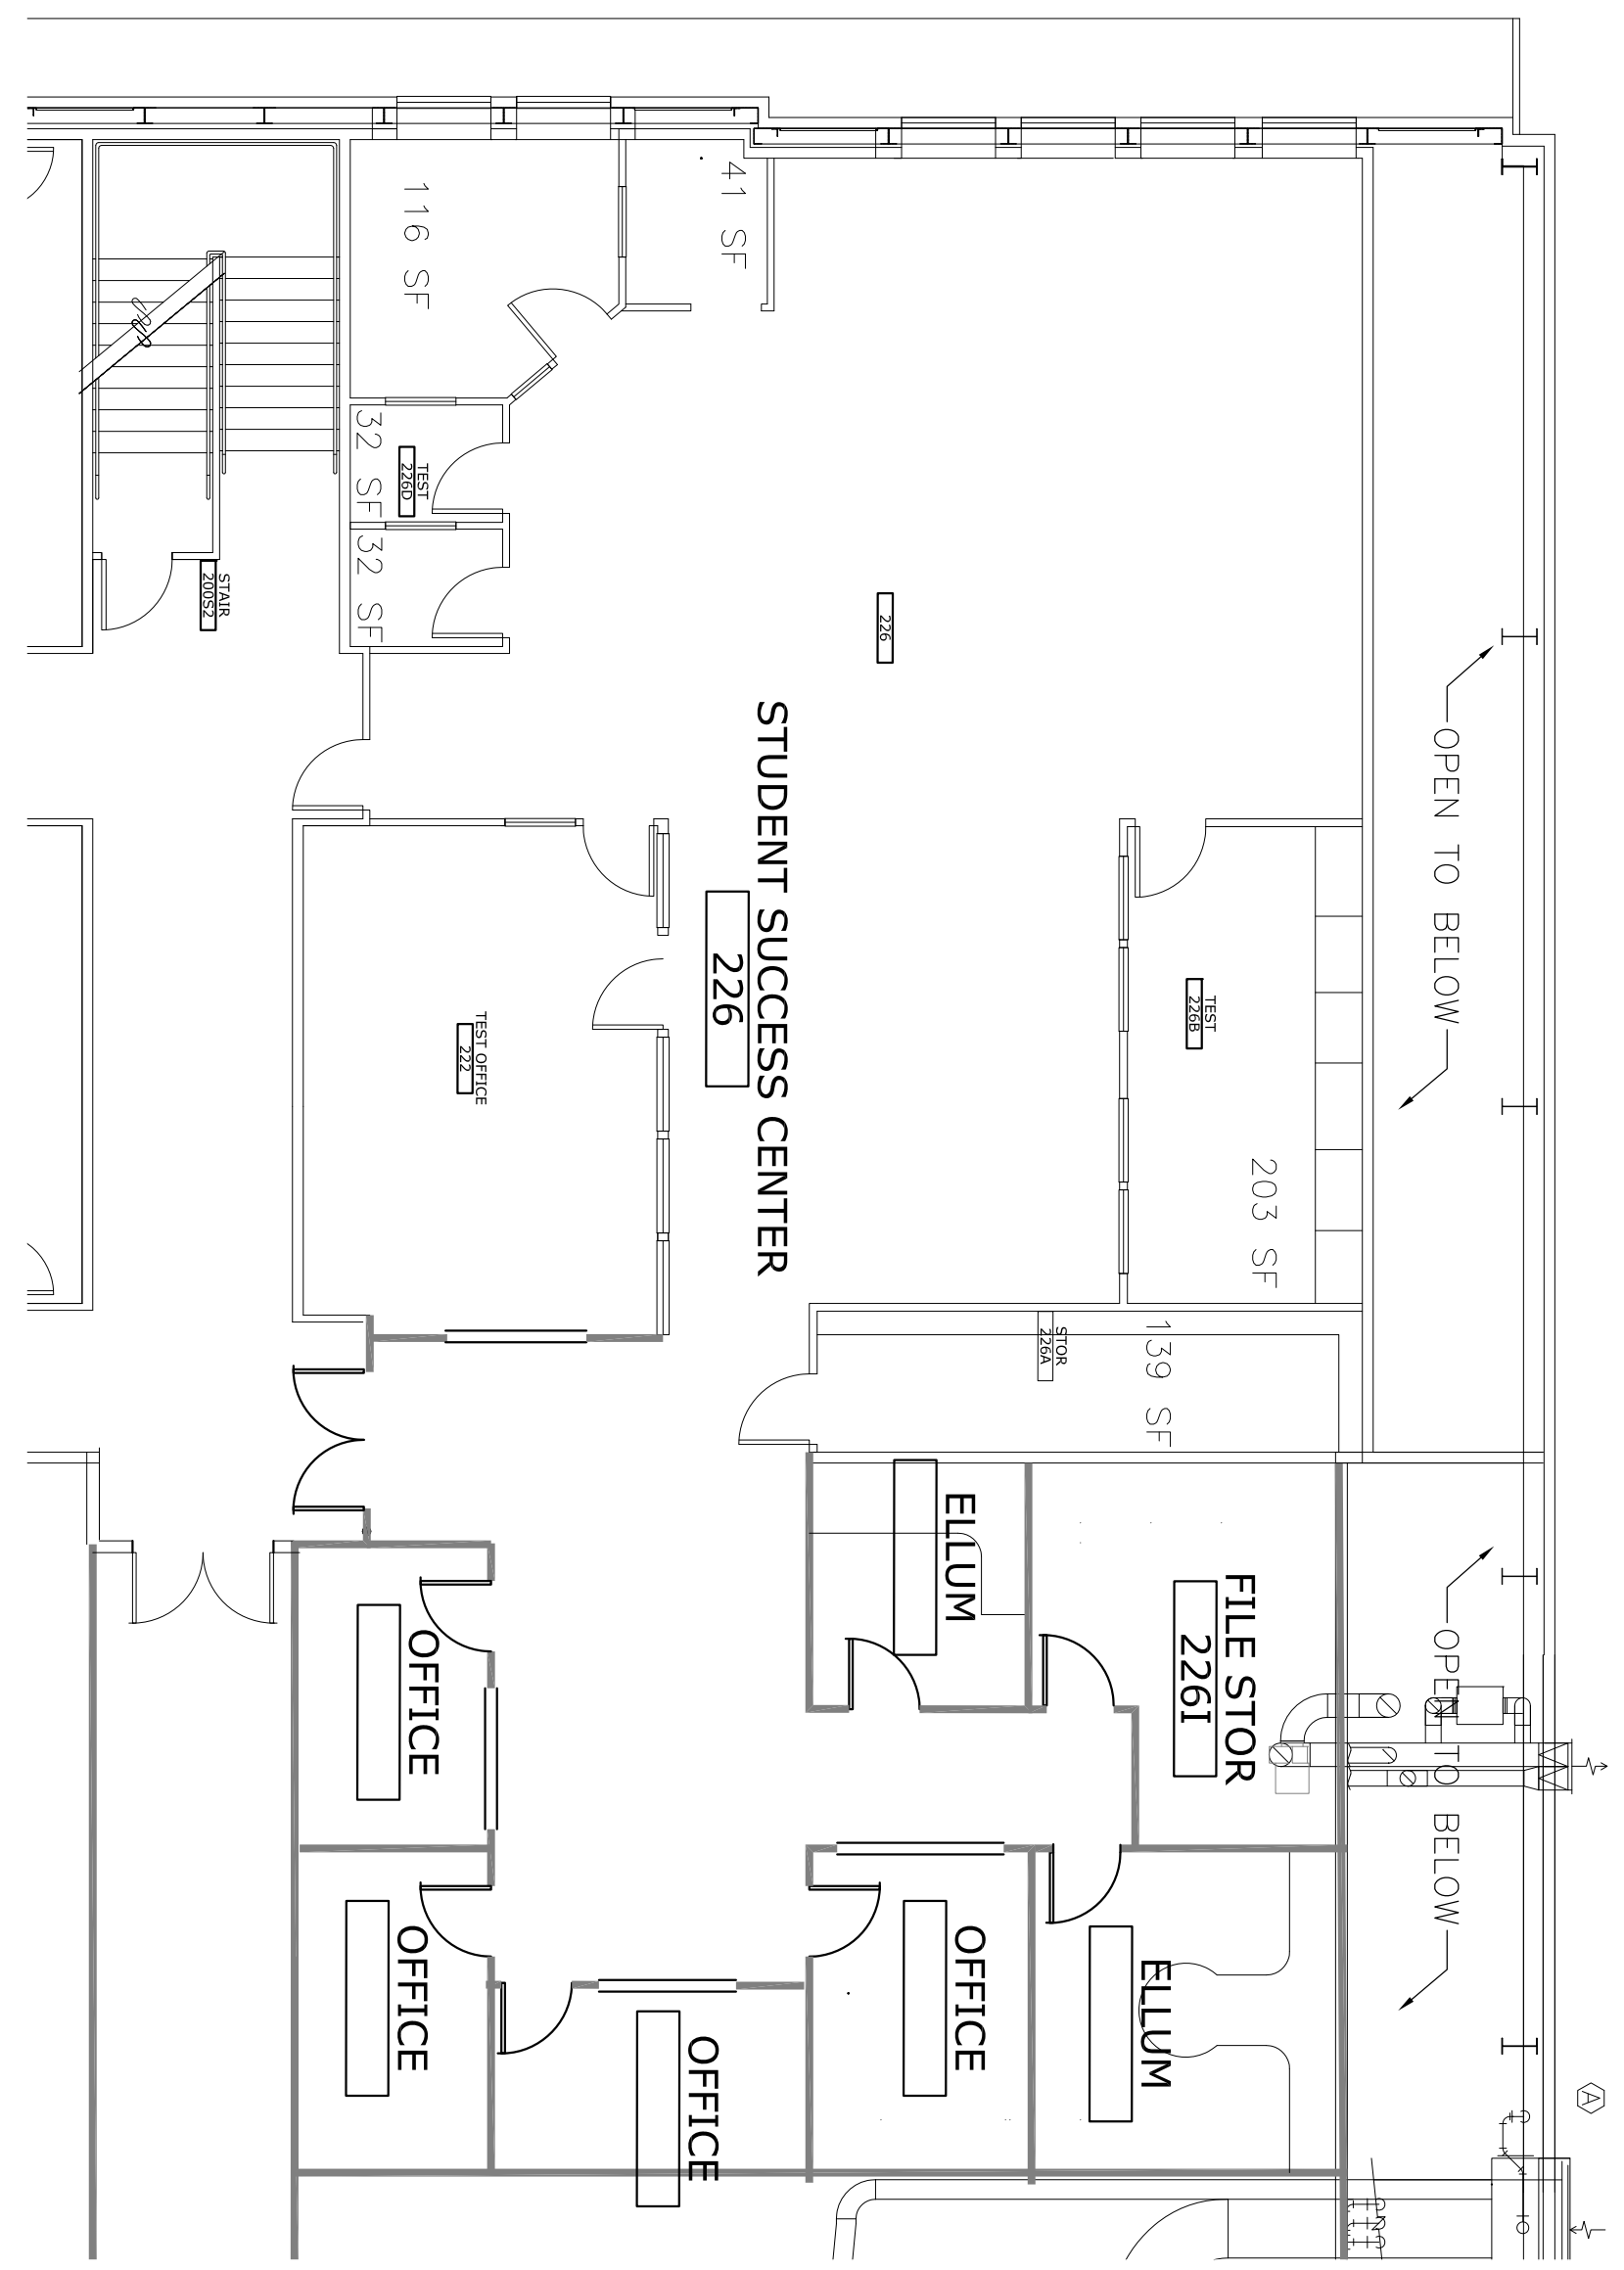 116 SF
41 SF
32 SF
TEST
226D
32 SF
STAIR
200S2
226
OPEN TO BELOW
STUDENT SUCCESS CENTER
226
TEST OFFICE
222
TEST
226B
203 SF
STOR
226A
139 SF
ELLUM
FILE STOR
226I
OFFICE
OPEN TO BELOW
OFFICE
OFFICE
OFFICE
ELLUM
A